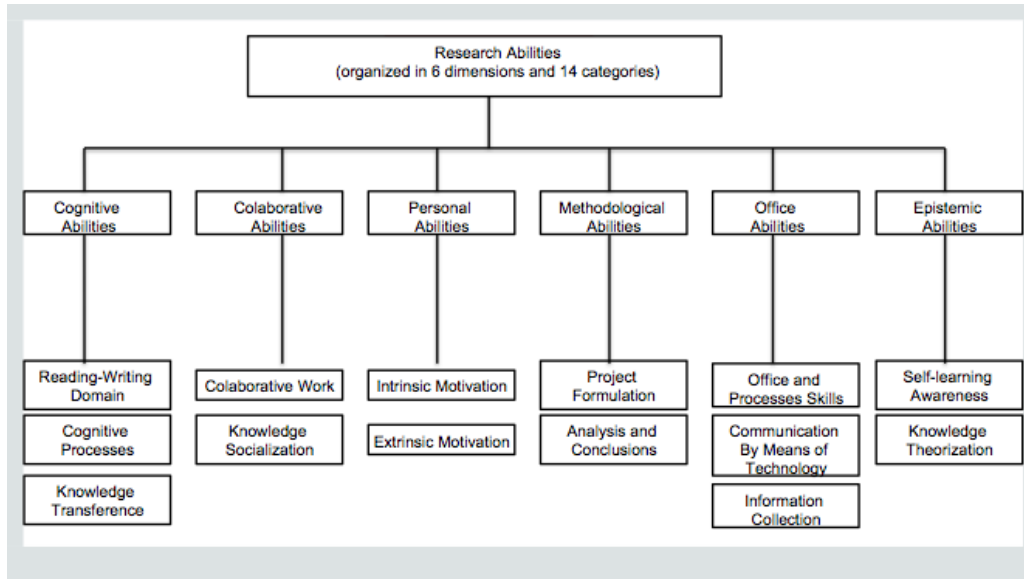 Research Abilities
(organized in 6 dimensions and 14 categories)
Cognitive
Abilities
Colaborative
Abilities
Personal
Abilities
Methodological
Abilities
Office
Abilities
Epistemic
Abilities
Reading-Writing
Domain
Cognitive
Processes
Knowledge
Transference
Colaborative Work
Knowledge
Socialization
Intrinsic Motivation
Extrinsic Motivation
Project
Formulation
Analysis and
Conclusions
Office and
Processes Skills
Communication
By Means of
Technology
Information
Collection
Self-learning
Awareness
Knowledge
Theorization